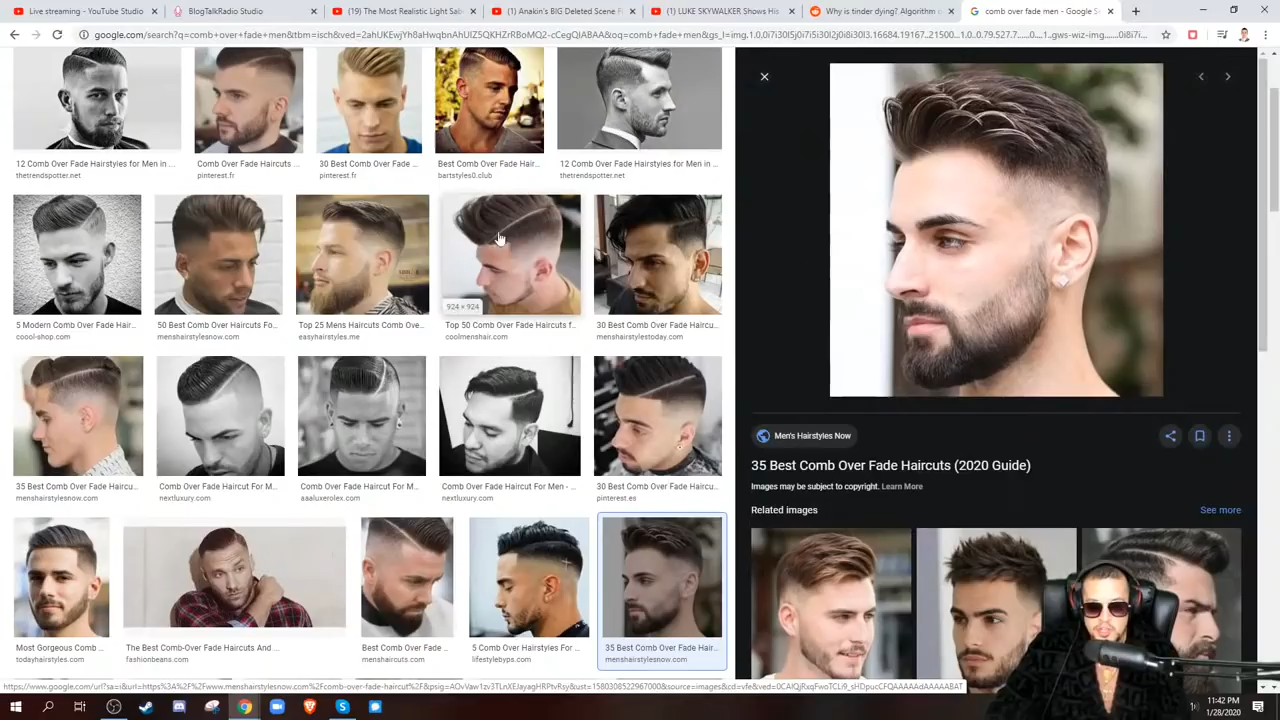 Live streaming - YouTube Studio
BlogTalkRadio Studio
(19) The Most Realistic Light Sab
(1) Anakin's BIG Deleted Scene F
(1) LUKE SKYWALKER Shows His
Why is tinder dying? Algorithm o
comb over fade men - Google S
12 Comb Over Fade Hairstyles for Men in ...
thetrendspotter.net
Comb Over Fade Haircuts ...
pinterest.fr
30 Best Comb Over Fade ...
pinterest.fr
Best Comb Over Fade Hair...
bartstyles0.club
12 Comb Over Fade Hairstyles for Men in ...
thetrendspotter.net
924 × 924
5 Modern Comb Over Fade Hair...
coool-shop.com
50 Best Comb Over Haircuts Fo...
menshairstylesnow.com
Top 25 Mens Haircuts Comb Ove...
easyhairstyles.me
Top 50 Comb Over Fade Haircuts f...
coolmenshair.com
30 Best Comb Over Fade Haircu...
menshairstylestoday.com
35 Best Comb Over Fade Haircu...
menshairstylesnow.com
Comb Over Fade Haircut For M...
nextluxury.com
Comb Over Fade Haircut For M...
aaaluxerolex.com
Comb Over Fade Haircut For Men - ...
nextluxury.com
30 Best Comb Over Fade Haircu...
pinterest.es
Most Gorgeous Comb ...
todayhairstyles.com
The Best Comb-Over Fade Haircuts And ...
fashionbeans.com
Best Comb Over Fade ...
menshaircuts.com
5 Comb Over Hairstyles For ...
lifestylebyps.com
35 Best Comb Over Fade Hair...
menshairstylesnow.com
Men's Hairstyles Now
35 Best Comb Over Fade Haircuts (2020 Guide)
Images may be subject to copyright. Learn More
Related images
See more
11:42 PM
1/28/2020